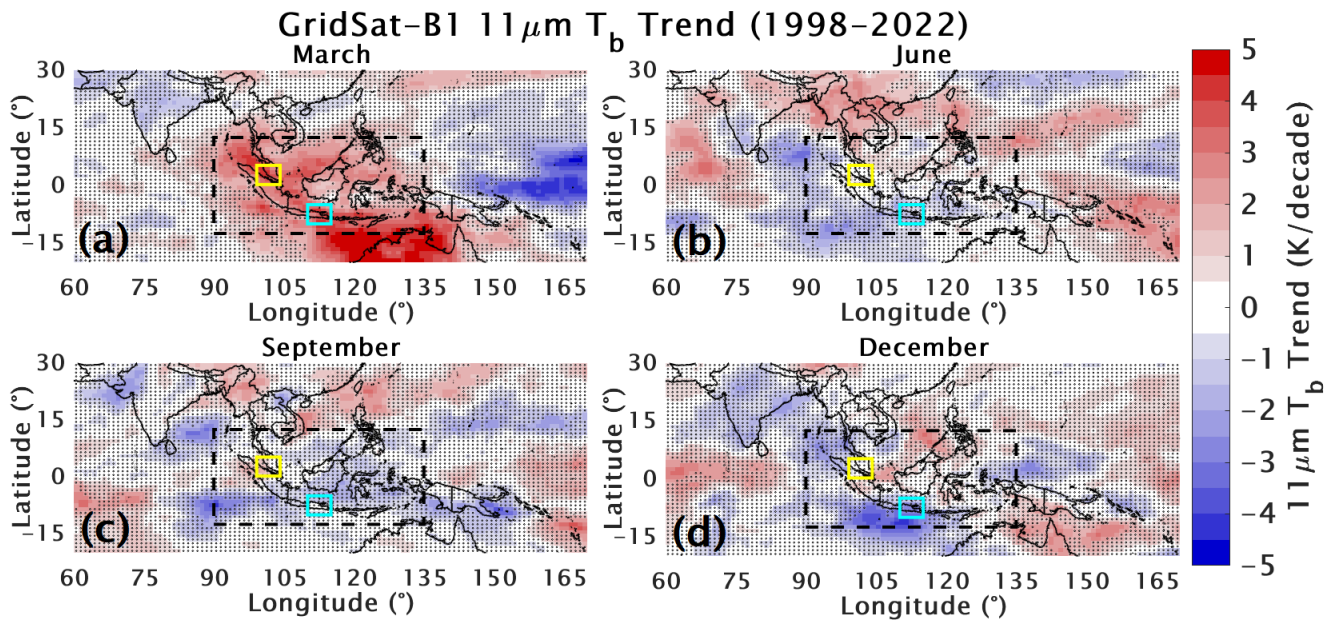 GridSat-B1 11μm T_b Trend (1998-2022)
March
June
30
15
0
-15
Latitude (°)
(a)
60 75 90 105 120 135 150 165
Longitude (°)
30
15
0
-15
Latitude (°)
(b)
60 75 90 105 120 135 150 165
Longitude (°)
September
December
30
15
0
-15
Latitude (°)
(c)
60 75 90 105 120 135 150 165
Longitude (°)
30
15
0
-15
Latitude (°)
(d)
60 75 90 105 120 135 150 165
Longitude (°)
5
4
3
2
1
0
-1
-2
-3
-4
-5
11μm T_b Trend (K/decade)